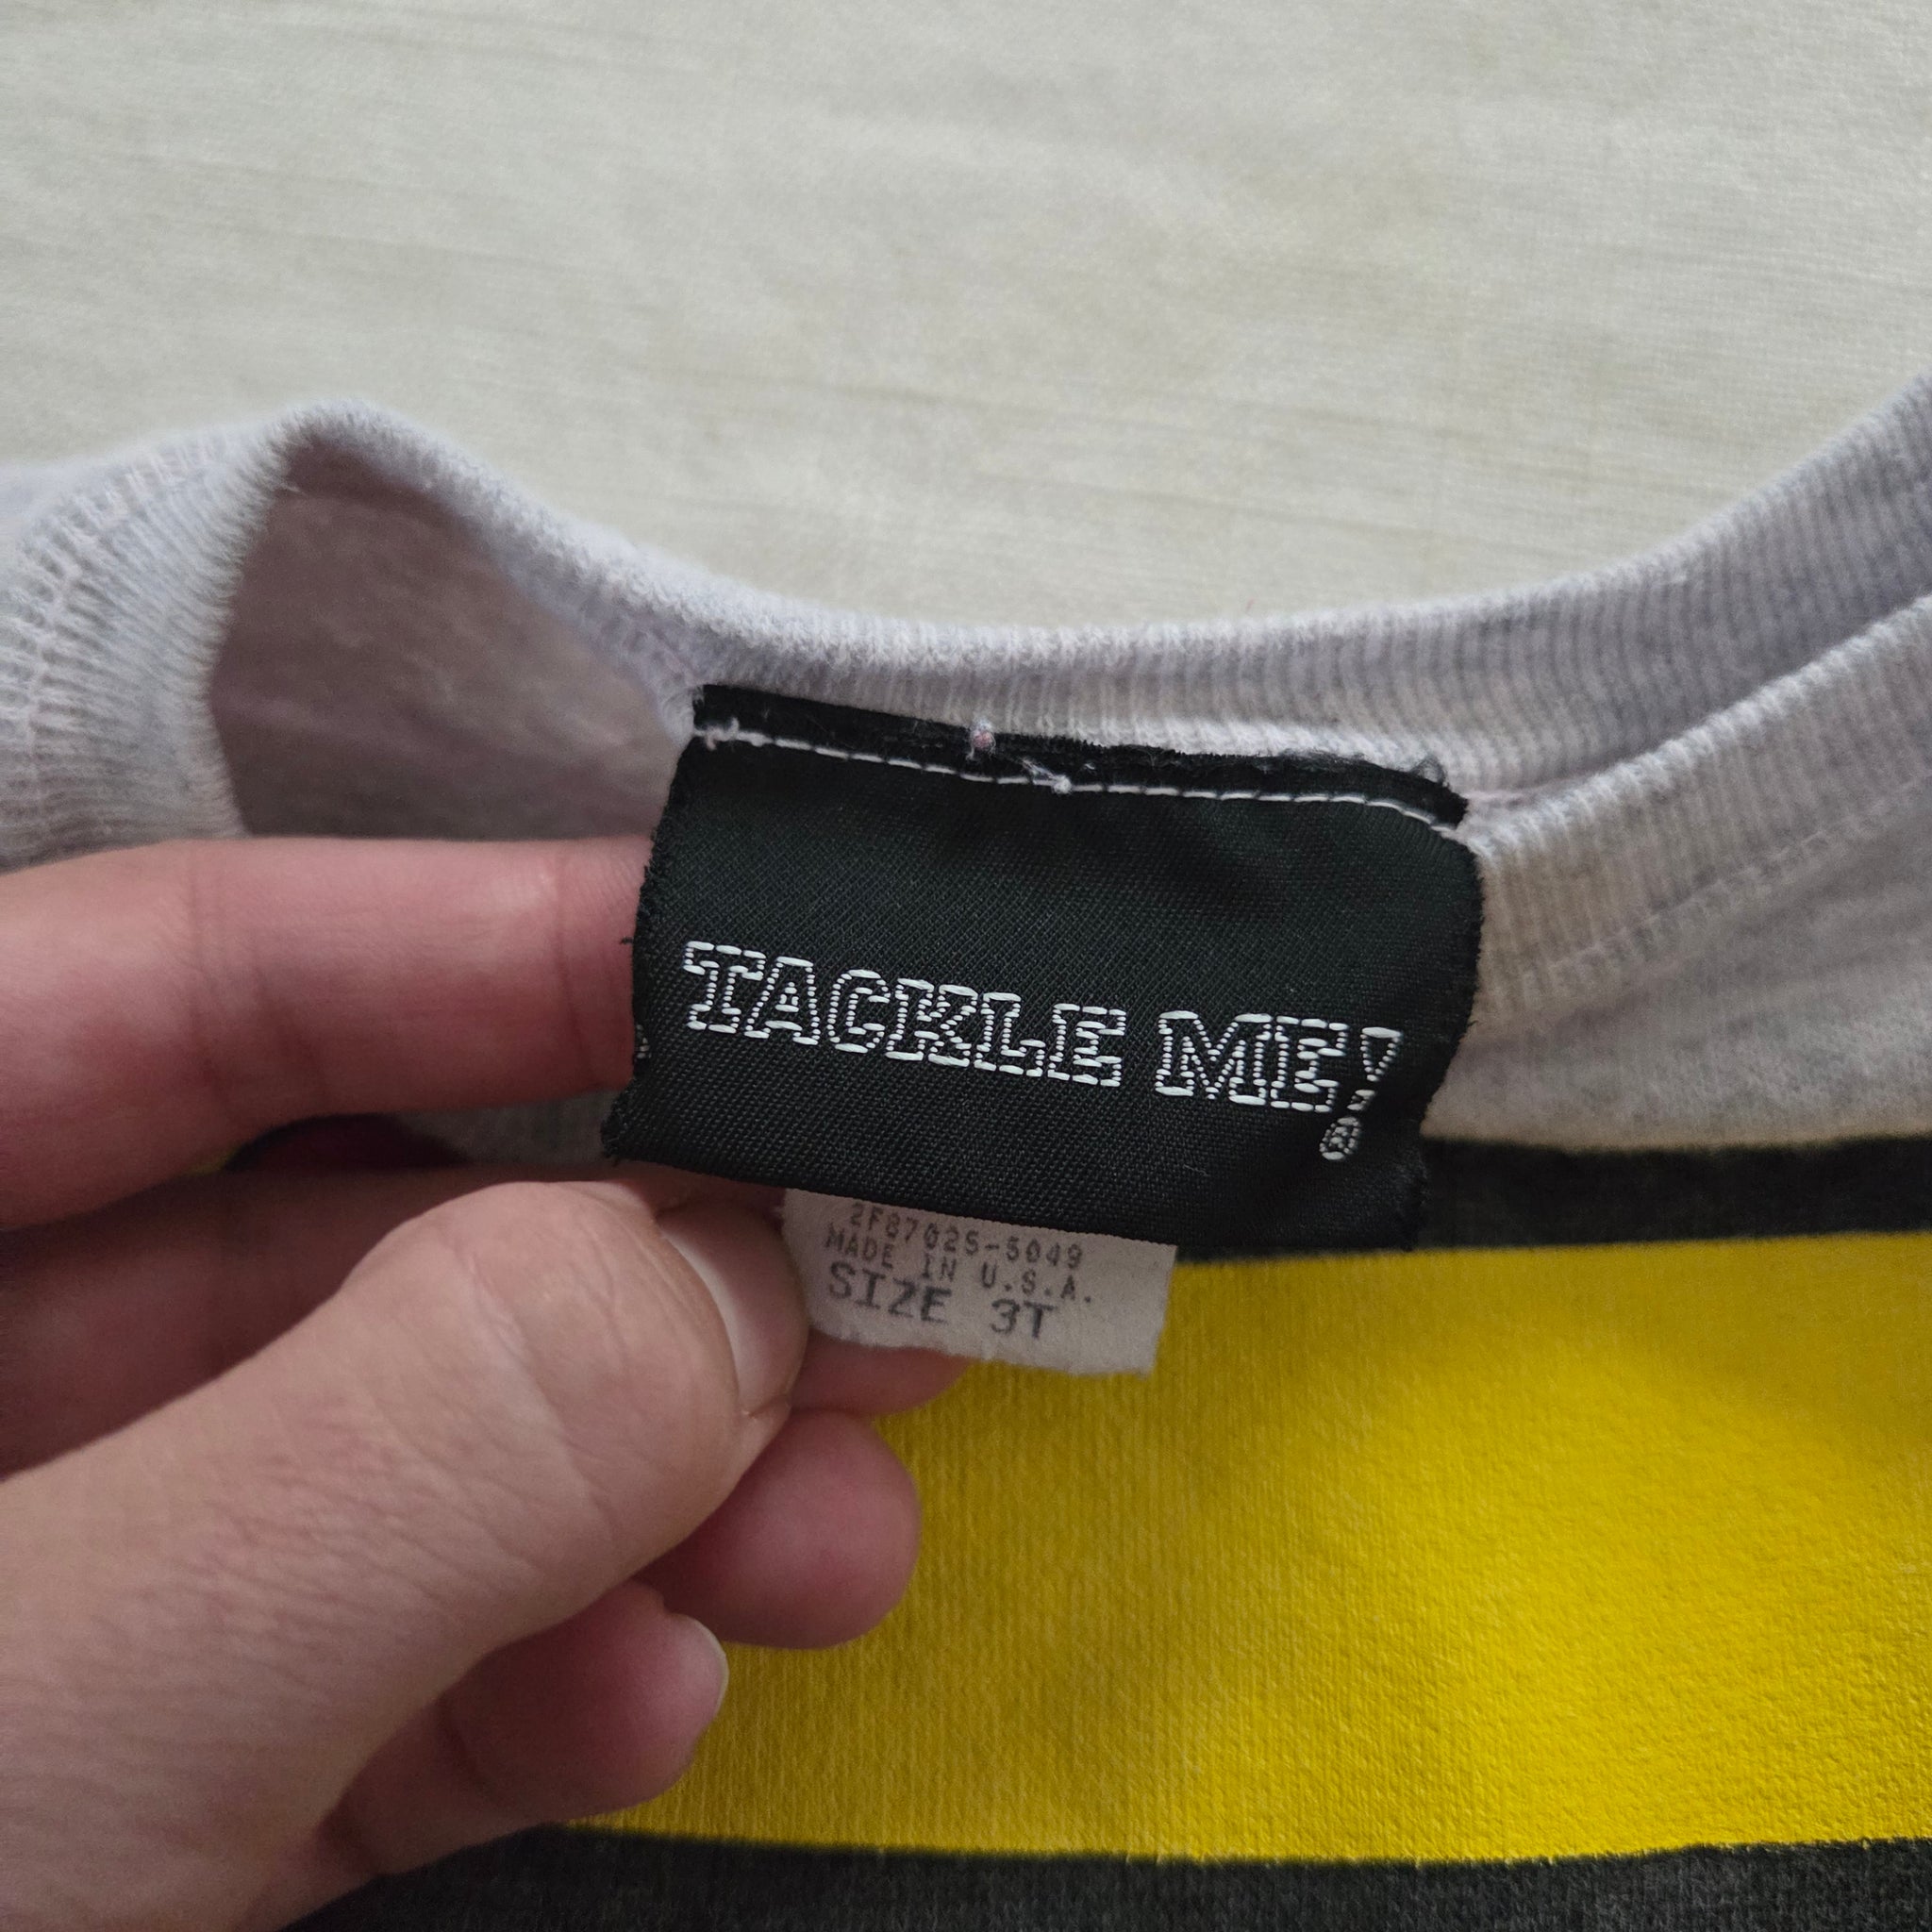 TACKLE ME!
®
2F87025-5049
MADE IN U.S.A.
SIZE 3T